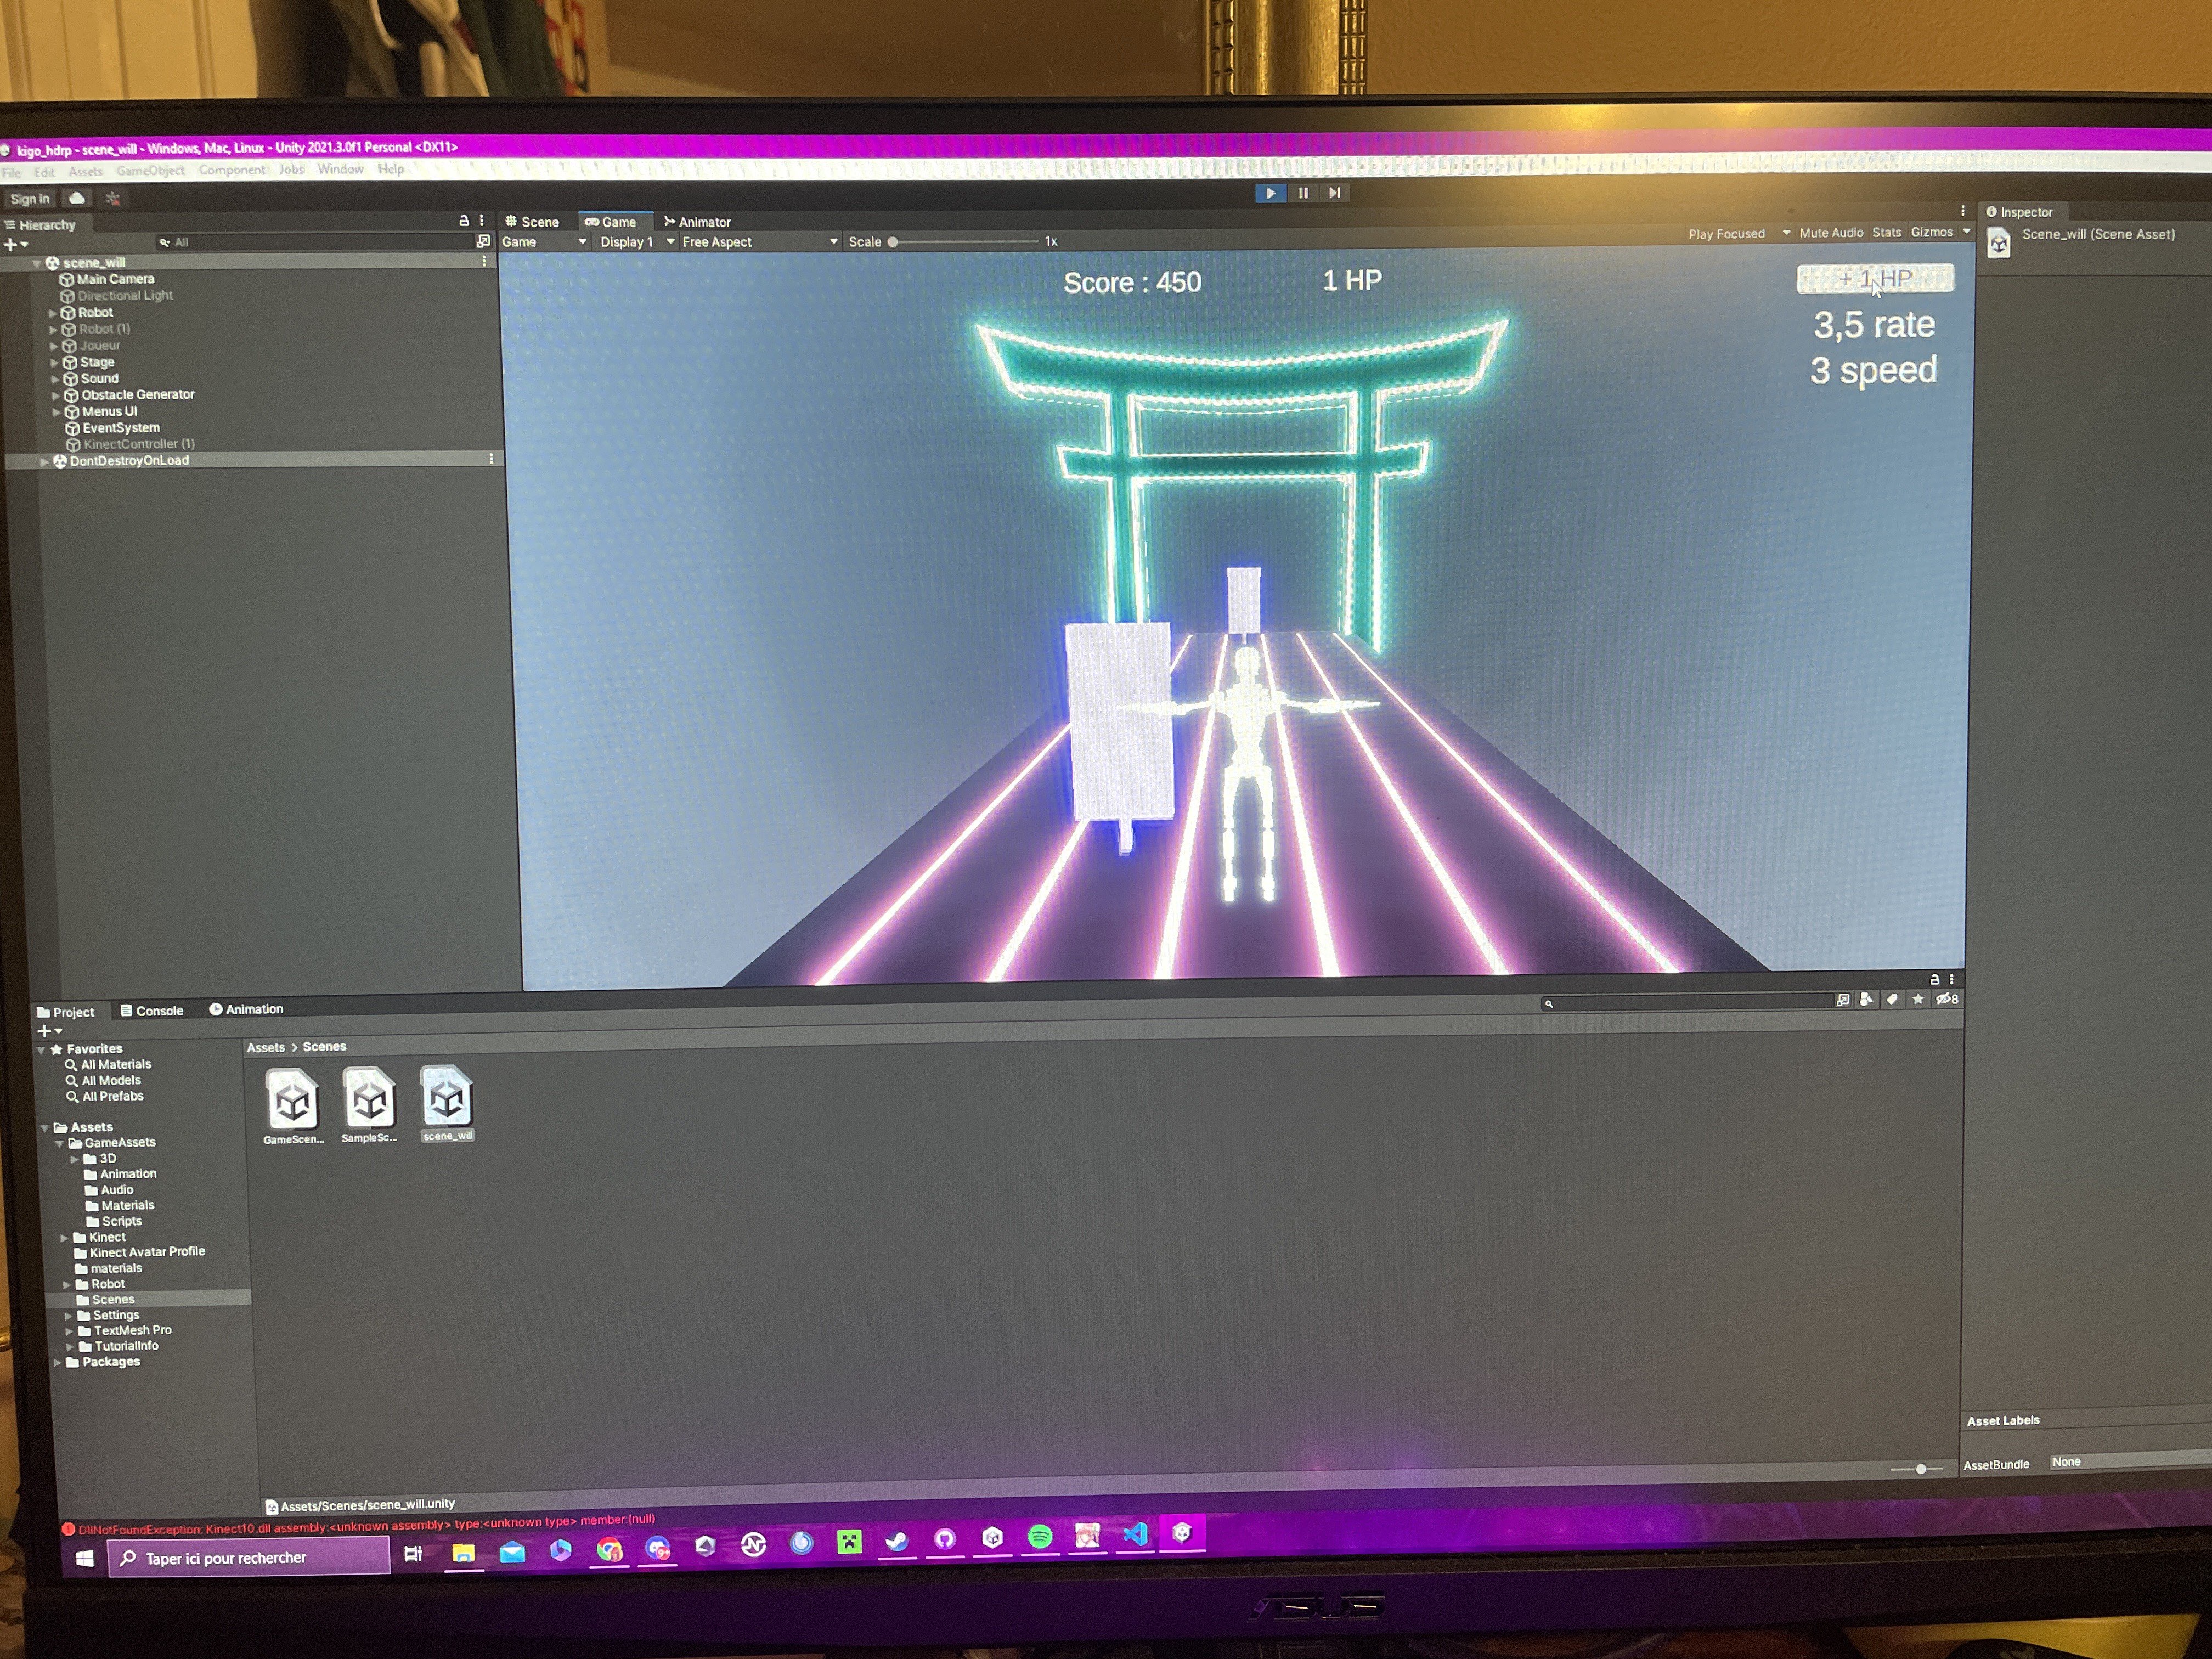 kigo_hdrp - scene_will - Windows, Mac, Linux - Unity 2021.3.0f1 Personal <DX11>
File Edit Assets GameObject Component Jobs Window Help
Sign in
Hierarchy
All
scene_will
Main Camera
Directional Light
Robot
Robot (1)
Joueur
Stage
Sound
Obstacle Generator
Menus UI
EventSystem
KinectController (1)
DontDestroyOnLoad
Scene Game Animator
Game Display 1 Free Aspect Scale 1x Play Focused Mute Audio Stats Gizmos
Score : 450 1 HP + 1 HP
3,5 rate
3 speed
Inspector
Scene_will (Scene Asset)
Project Console Animation
8
Favorites
All Materials
All Models
All Prefabs
Assets
GameAssets
3D
Animation
Audio
Materials
Scripts
Kinect
Kinect Avatar Profile
materials
Robot
Scenes
Settings
TextMesh Pro
TutorialInfo
Packages
Assets > Scenes
GameScen... SampleSc... scene_will
Assets/Scenes/scene_will.unity
Asset Labels
AssetBundle None
DllNotFoundException: Kinect10.dll assembly:<unknown assembly> type:<unknown type> member:(null)
Taper ici pour rechercher
ASUS